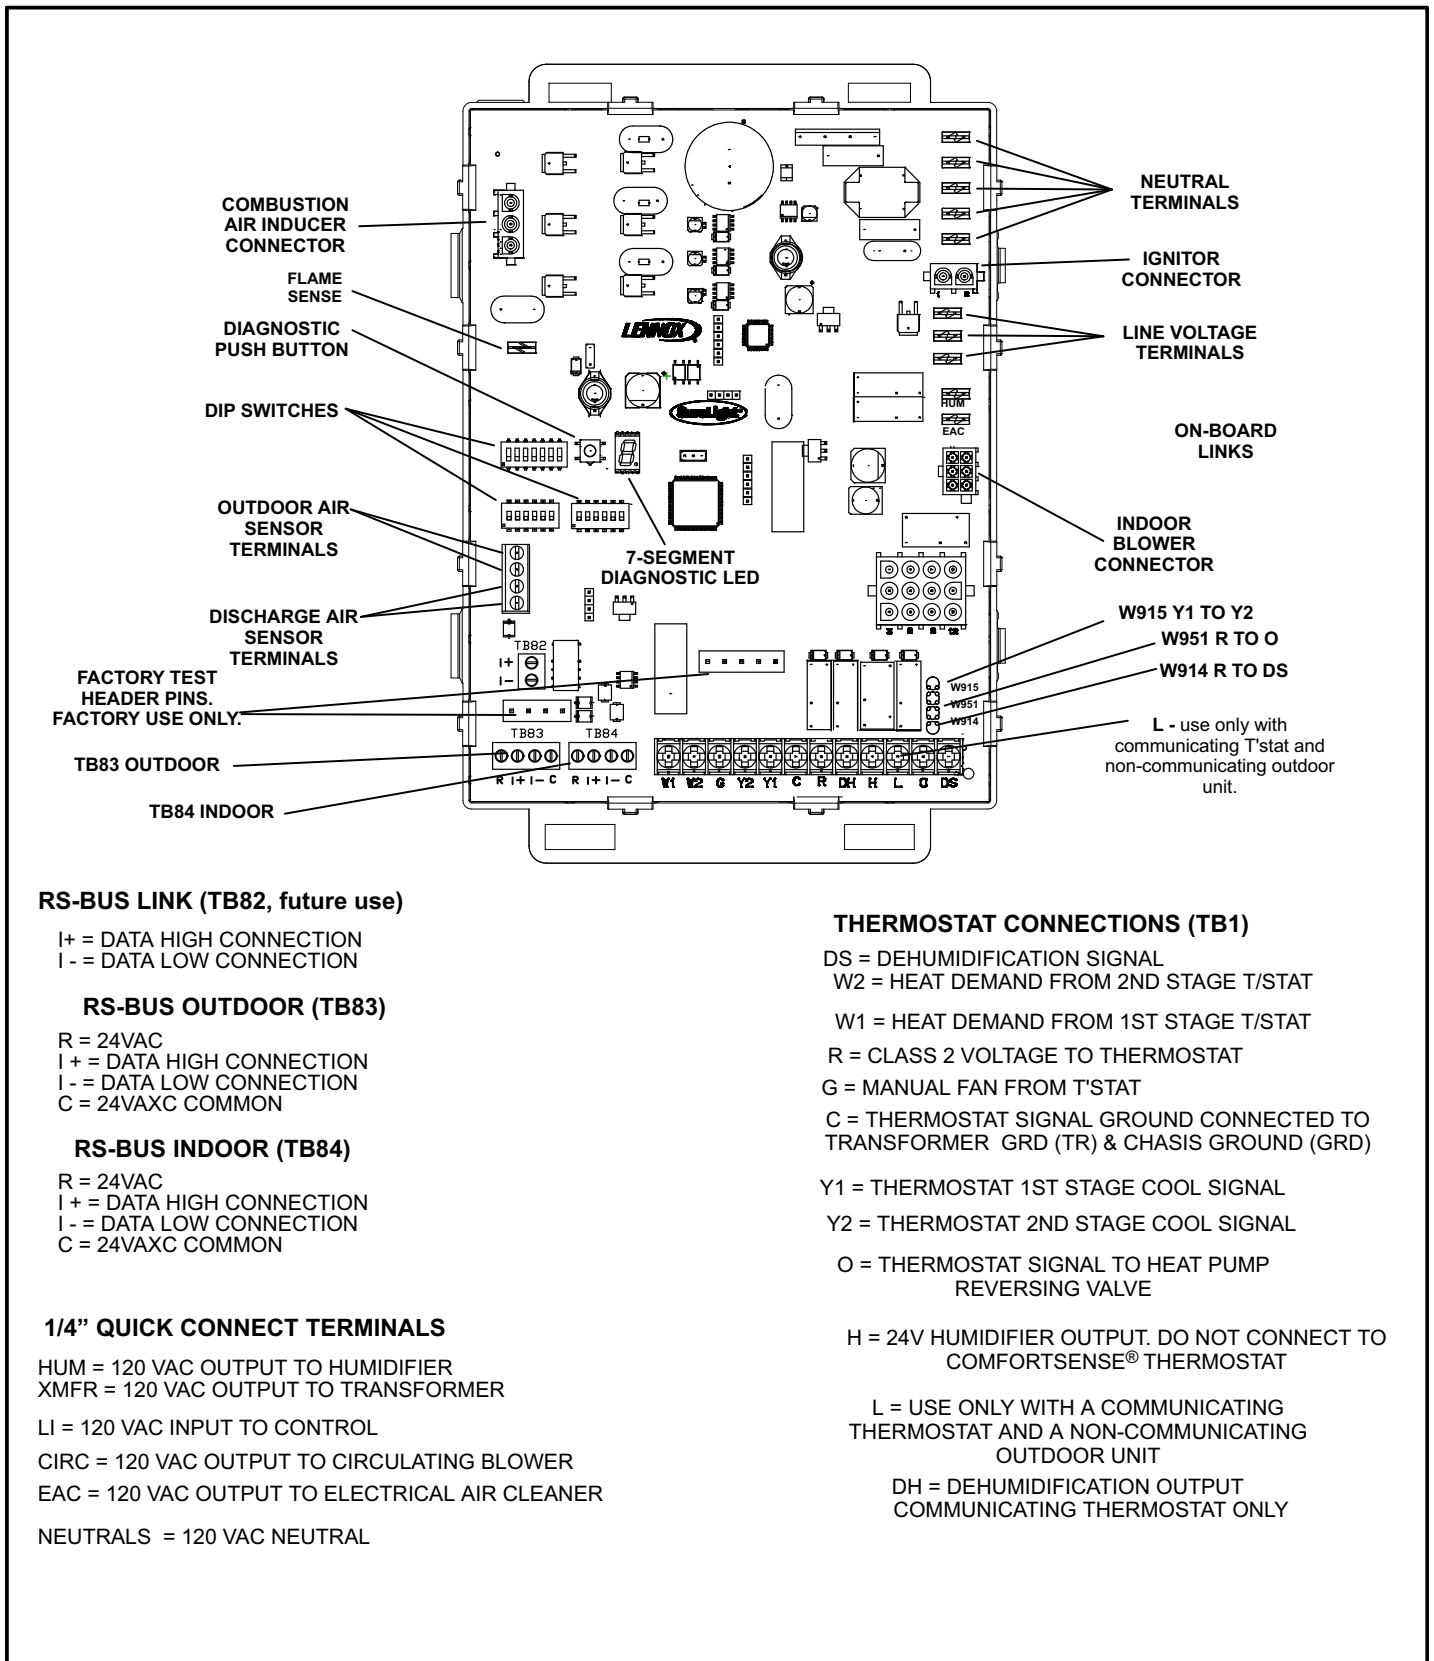 COMBUSTION
AIR INDUCER
CONNECTOR
FLAME
SENSE
DIAGNOSTIC
PUSH BUTTON
DIP SWITCHES
OUTDOOR AIR
SENSOR
TERMINALS
DISCHARGE AIR
SENSOR
TERMINALS
FACTORY TEST
HEADER PINS.
FACTORY USE ONLY.
TB83 OUTDOOR
TB84 INDOOR
LENNOX
SureLight
7-SEGMENT
DIAGNOSTIC LED
TB82
I+
I-
TB83
TB84
R I+ I- C
R I+ I- C
W1 W2 G Y2 Y1 C R DH H L O DS
HUM
EAC
W915
W951
W914
NEUTRAL
TERMINALS
IGNITOR
CONNECTOR
LINE VOLTAGE
TERMINALS
ON-BOARD
LINKS
INDOOR
BLOWER
CONNECTOR
W915 Y1 TO Y2
W951 R TO O
W914 R TO DS
L - use only with
communicating T'stat and
non-communicating outdoor
unit.
RS-BUS LINK (TB82, future use)
I+ = DATA HIGH CONNECTION
I - = DATA LOW CONNECTION
RS-BUS OUTDOOR (TB83)
R = 24VAC
I + = DATA HIGH CONNECTION
I - = DATA LOW CONNECTION
C = 24VAXC COMMON
RS-BUS INDOOR (TB84)
R = 24VAC
I + = DATA HIGH CONNECTION
I - = DATA LOW CONNECTION
C = 24VAXC COMMON
1/4” QUICK CONNECT TERMINALS
HUM = 120 VAC OUTPUT TO HUMIDIFIER
XMFR = 120 VAC OUTPUT TO TRANSFORMER
LI = 120 VAC INPUT TO CONTROL
CIRC = 120 VAC OUTPUT TO CIRCULATING BLOWER
EAC = 120 VAC OUTPUT TO ELECTRICAL AIR CLEANER
NEUTRALS = 120 VAC NEUTRAL
THERMOSTAT CONNECTIONS (TB1)
DS = DEHUMIDIFICATION SIGNAL
W2 = HEAT DEMAND FROM 2ND STAGE T/STAT
W1 = HEAT DEMAND FROM 1ST STAGE T/STAT
R = CLASS 2 VOLTAGE TO THERMOSTAT
G = MANUAL FAN FROM T'STAT
C = THERMOSTAT SIGNAL GROUND CONNECTED TO
TRANSFORMER GRD (TR) & CHASIS GROUND (GRD)
Y1 = THERMOSTAT 1ST STAGE COOL SIGNAL
Y2 = THERMOSTAT 2ND STAGE COOL SIGNAL
O = THERMOSTAT SIGNAL TO HEAT PUMP
REVERSING VALVE
H = 24V HUMIDIFIER OUTPUT. DO NOT CONNECT TO
COMFORTSENSE® THERMOSTAT
L = USE ONLY WITH A COMMUNICATING
THERMOSTAT AND A NON-COMMUNICATING
OUTDOOR UNIT
DH = DEHUMIDIFICATION OUTPUT
COMMUNICATING THERMOSTAT ONLY